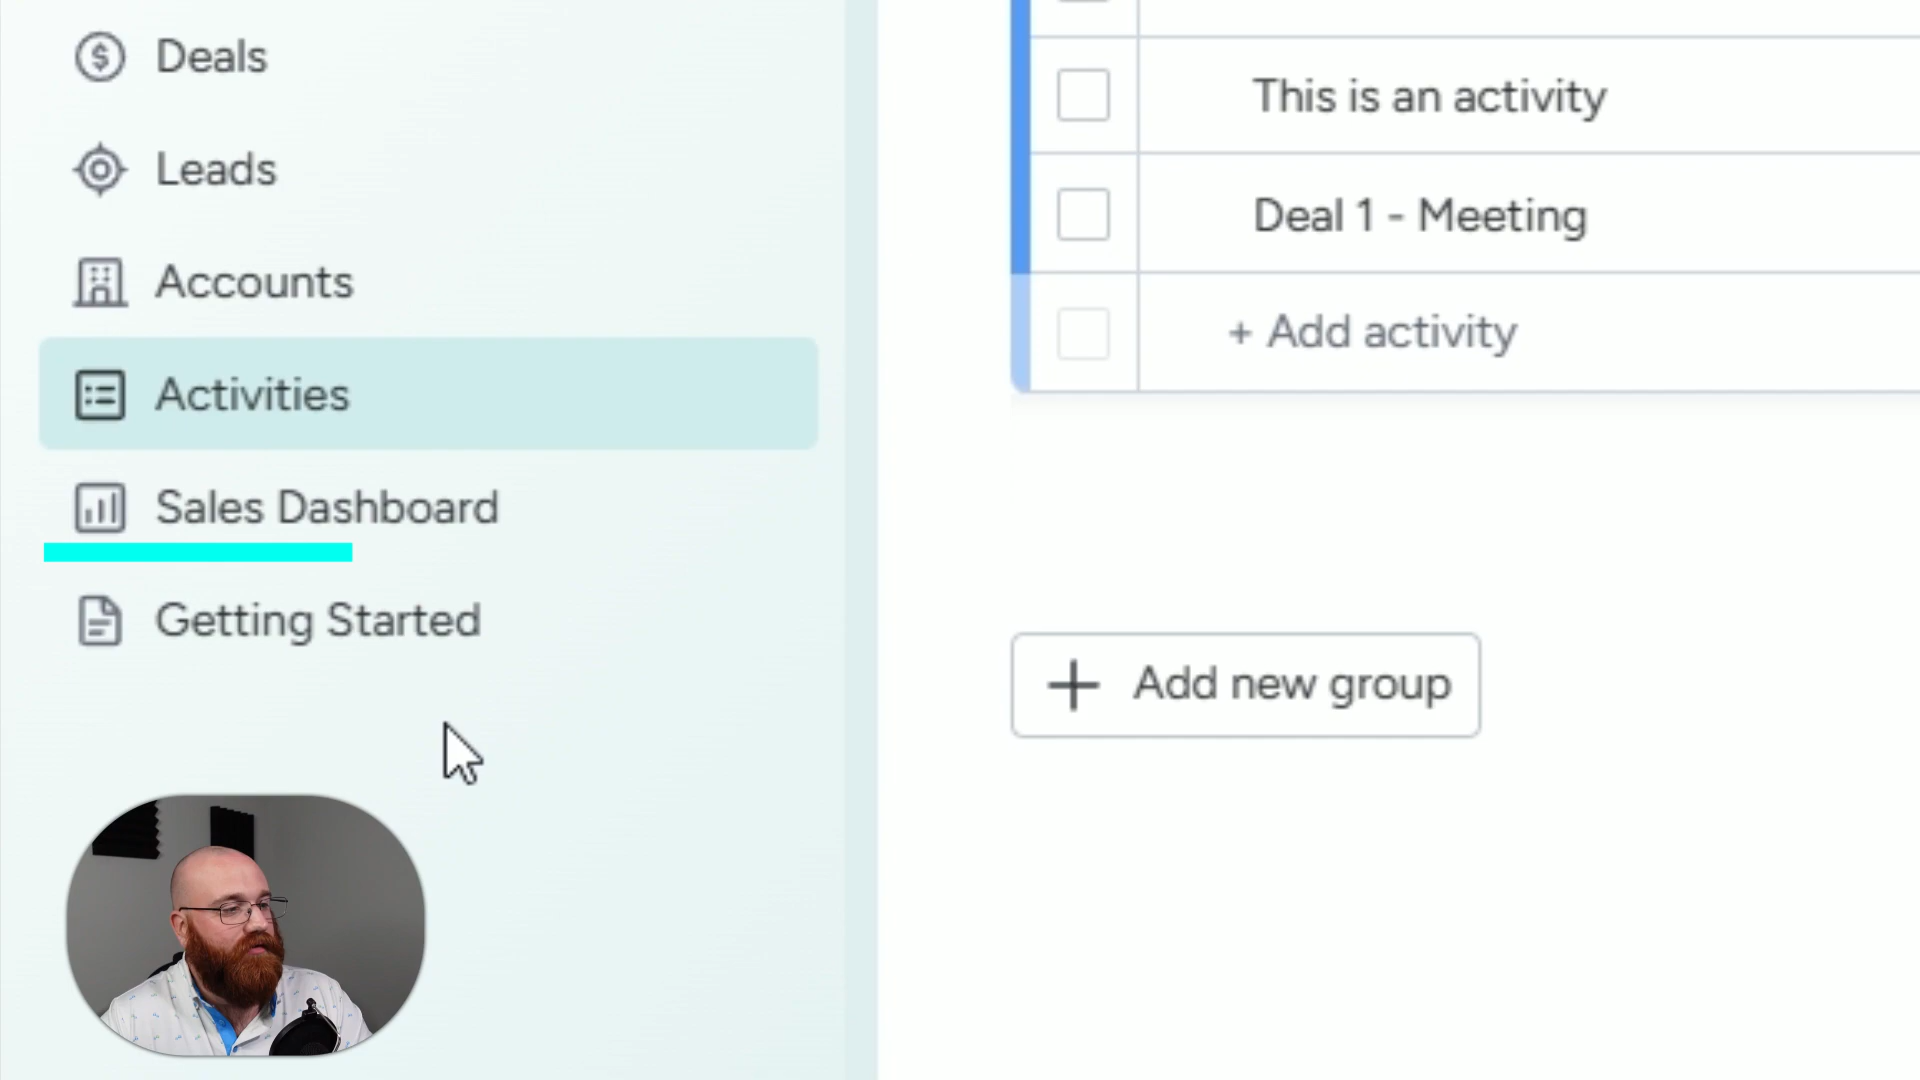 Deals
Leads
Accounts
Activities
Sales Dashboard
Getting Started
This is an activity
Deal 1 - Meeting
+ Add activity
Add new group